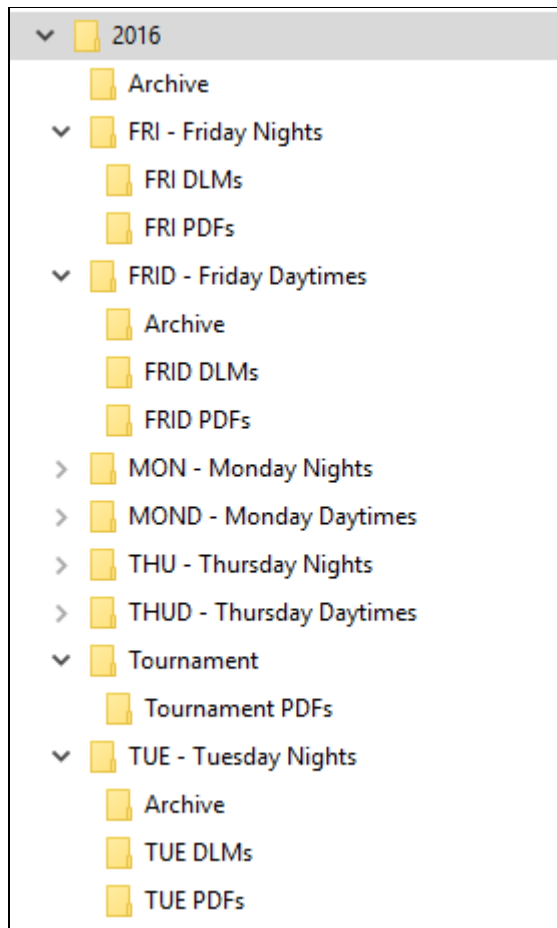 2016
Archive
FRI - Friday Nights
FRI DLMs
FRI PDFs
FRID - Friday Daytimes
Archive
FRID DLMs
FRID PDFs
MON - Monday Nights
MOND - Monday Daytimes
THU - Thursday Nights
THUD - Thursday Daytimes
Tournament
Tournament PDFs
TUE - Tuesday Nights
Archive
TUE DLMs
TUE PDFs